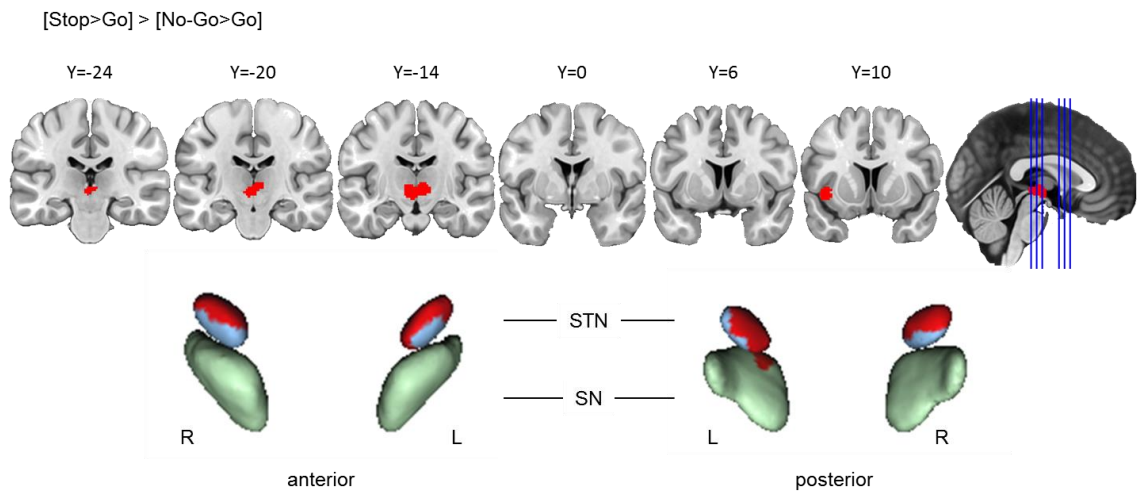 [Stop>Go] > [No-Go>Go]
Y=-24 Y=-20 Y=-14 Y=0 Y=6 Y=10
STN
SN
R L L R
anterior posterior